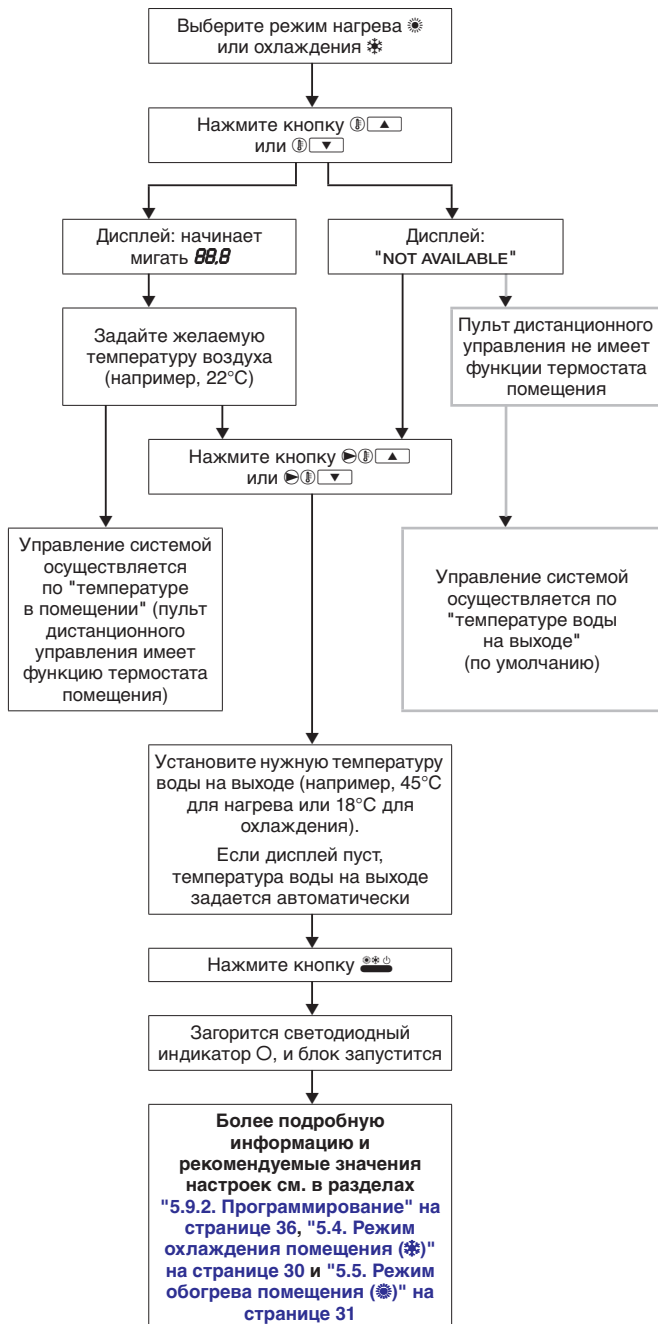 Выберите режим нагрева ☀
или охлаждения ❄
Нажмите кнопку ▲
или ▼
Дисплей: начинает
мигать 88,8
Дисплей:
"NOT AVAILABLE"
Задайте желаемую
температуру воздуха
(например, 22°C)
Пульт дистанционного
управления не имеет
функции термостата
помещения
Нажмите кнопку ▲
или ▼
Управление системой
осуществляется
по "температуре
в помещении" (пульт
дистанционного
управления имеет
функцию термостата
помещения)
Управление системой
осуществляется по
"температуре воды
на выходе"
(по умолчанию)
Установите нужную температуру
воды на выходе (например, 45°C
для нагрева или 18°C для
охлаждения).
Если дисплей пуст,
температура воды на выходе
задается автоматически
Нажмите кнопку
Загорится светодиодный
индикатор O, и блок запустится
Более подробную
информацию и
рекомендуемые значения
настроек см. в разделах
"5.9.2. Программирование" на
странице 36, "5.4. Режим
охлаждения помещения (❄)"
на странице 30 и "5.5. Режим
обогрева помещения (☀)" на
странице 31